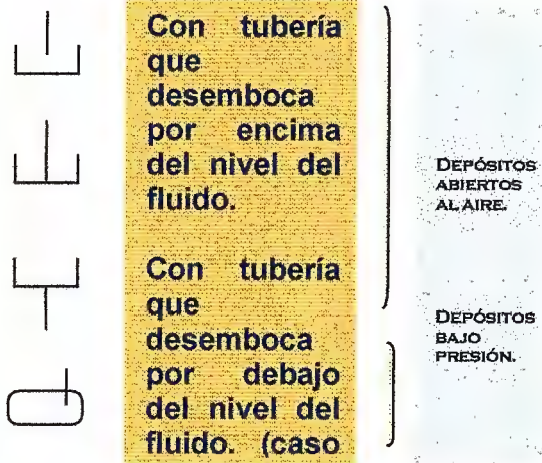 Con tubería
que
desemboca
por encima
del nivel del
fluido.
Con tubería
que
desemboca
por debajo
del nivel del
fluido. (caso
DEPÓSITOS
ABIERTOS
AL AIRE.
DEPÓSITOS
BAJO
PRESIÓN.